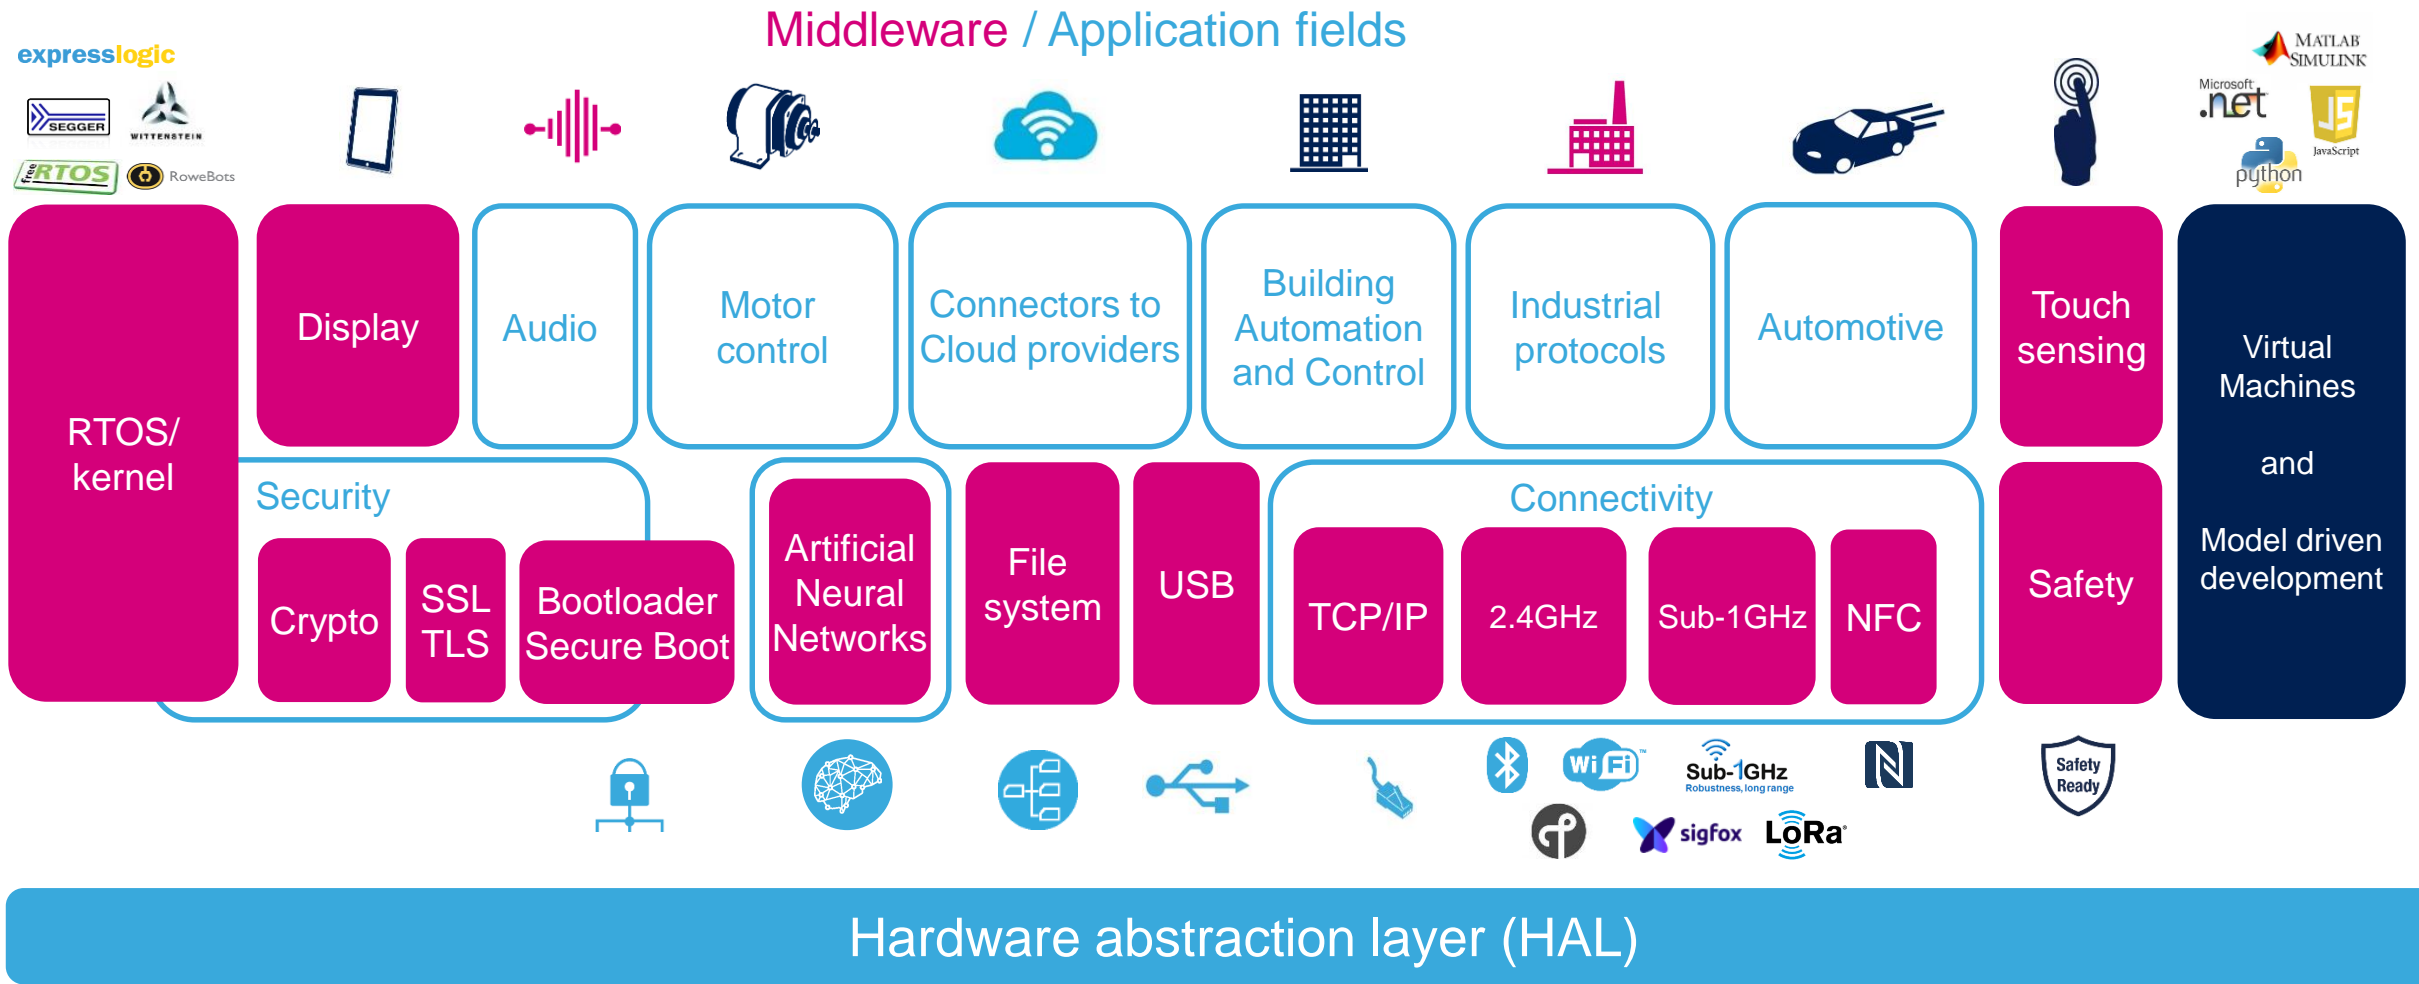 Middleware / Application fields
expresslogic
SEGGER
WITTENSTEIN
free RTOS
RoweBots
MATLAB
SIMULINK
Microsoft
.net
JS
JavaScript
python
RTOS/
kernel
Display
Audio
Motor
control
Connectors to
Cloud providers
Building
Automation
and Control
Industrial
protocols
Automotive
Touch
sensing
Virtual
Machines
and
Model driven
development
Security
Crypto
SSL
TLS
Bootloader
Secure Boot
Artificial
Neural
Networks
File
system
USB
Connectivity
TCP/IP
2.4GHz
Sub-1GHz
NFC
Safety
WiFi™
Sub-1GHz
Robustness, long range
N
Safety
Ready
sigfox
LoRa
Hardware abstraction layer (HAL)